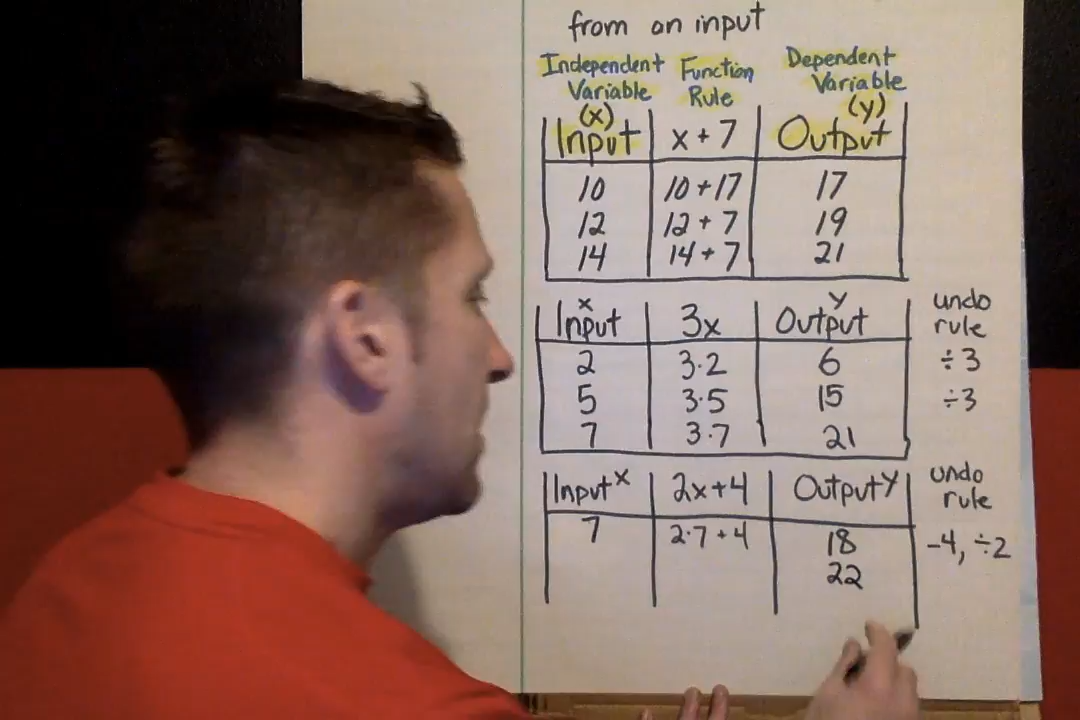 from an input
Independent Variable (x) Function Rule Dependent Variable (y)
Input x + 7 Output
10 10 + 17 17
12 12 + 7 19
14 14 + 7 21
x y undo
Input 3x Output rule
2 3·2 6 ÷3
5 3·5 15 ÷3
7 3·7 21
Input x 2x+4 Output y undo rule
7 2·7+4 18 -4, ÷2
22